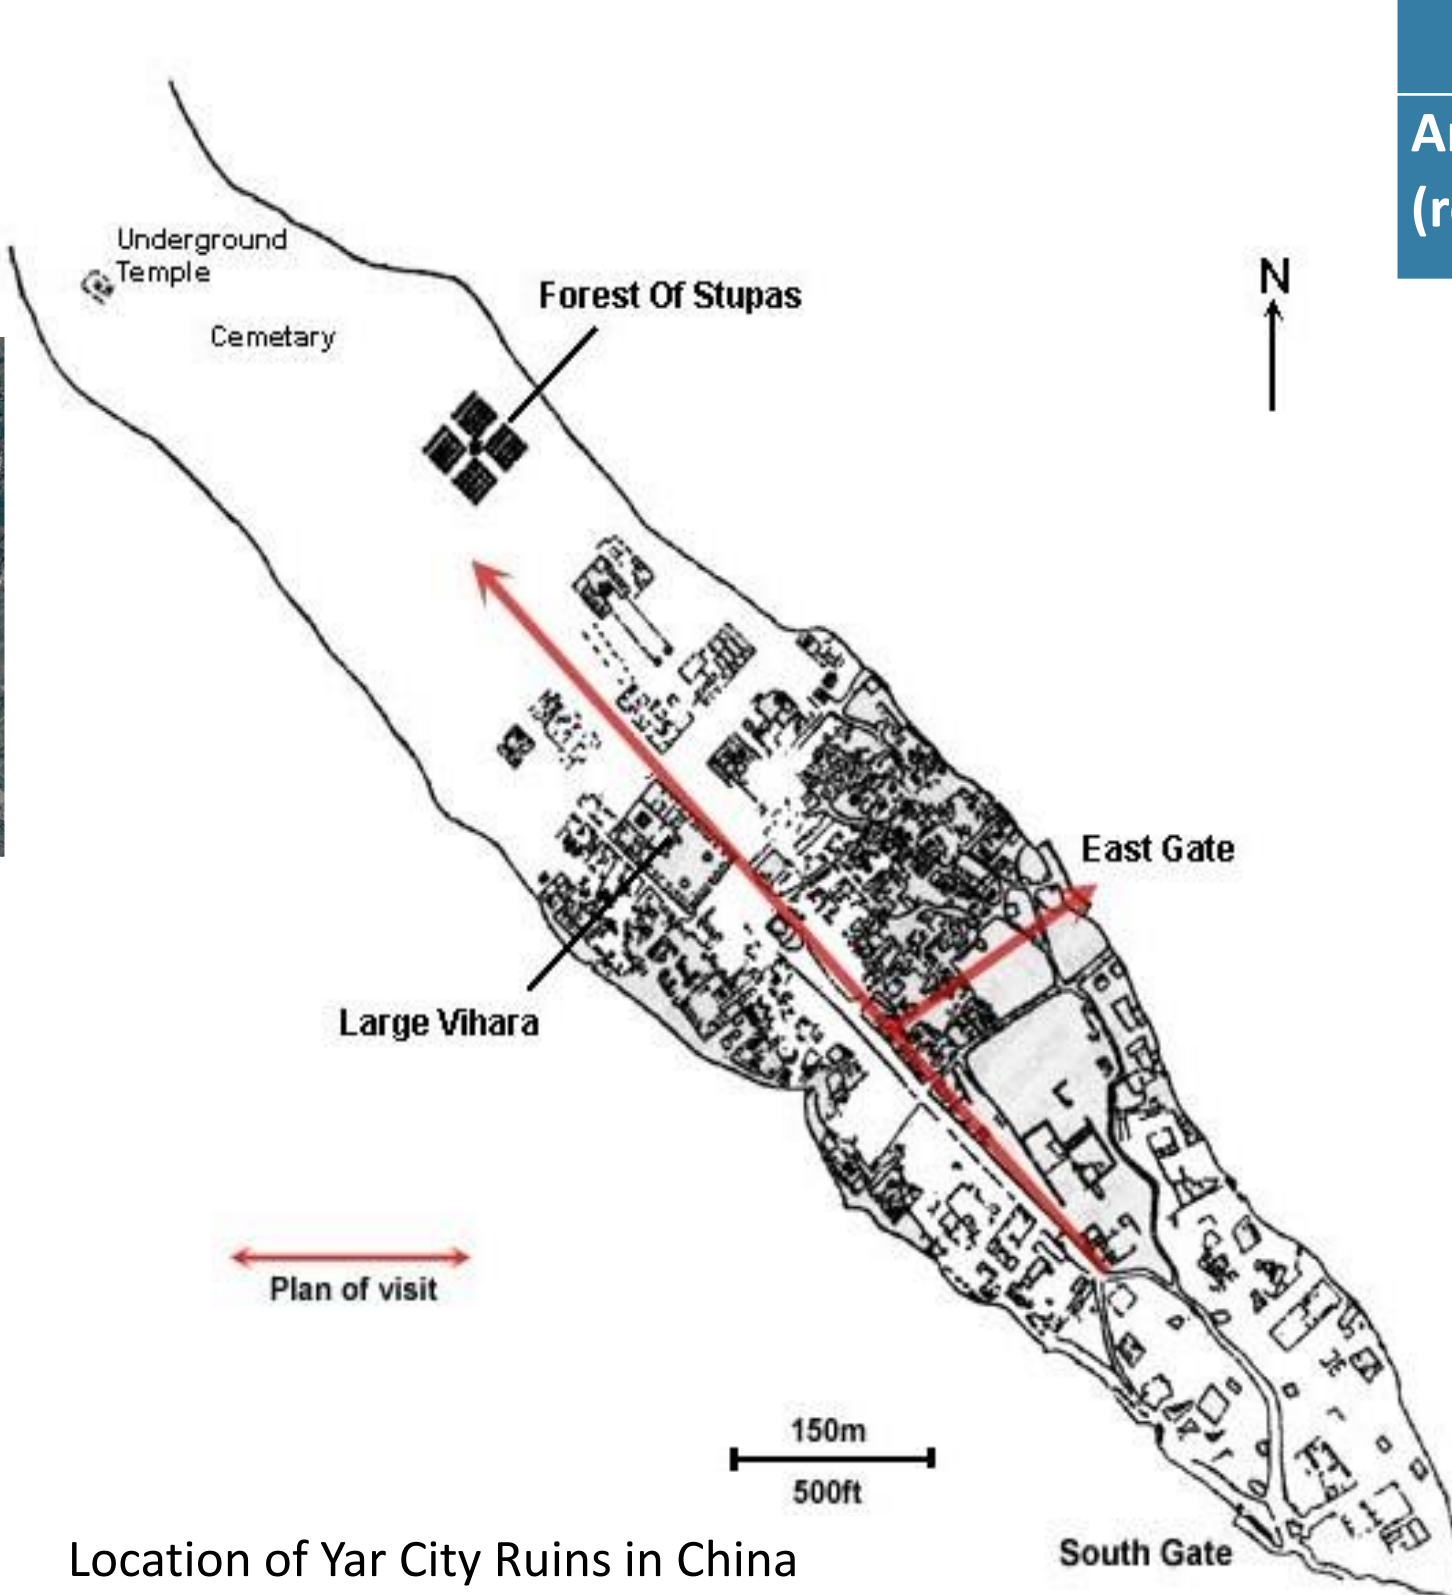 Ar
(r
Underground
Temple
Cemetary
Forest Of Stupas
N
East Gate
Large Vihara
Plan of visit
150m
500ft
South Gate
Location of Yar City Ruins in China